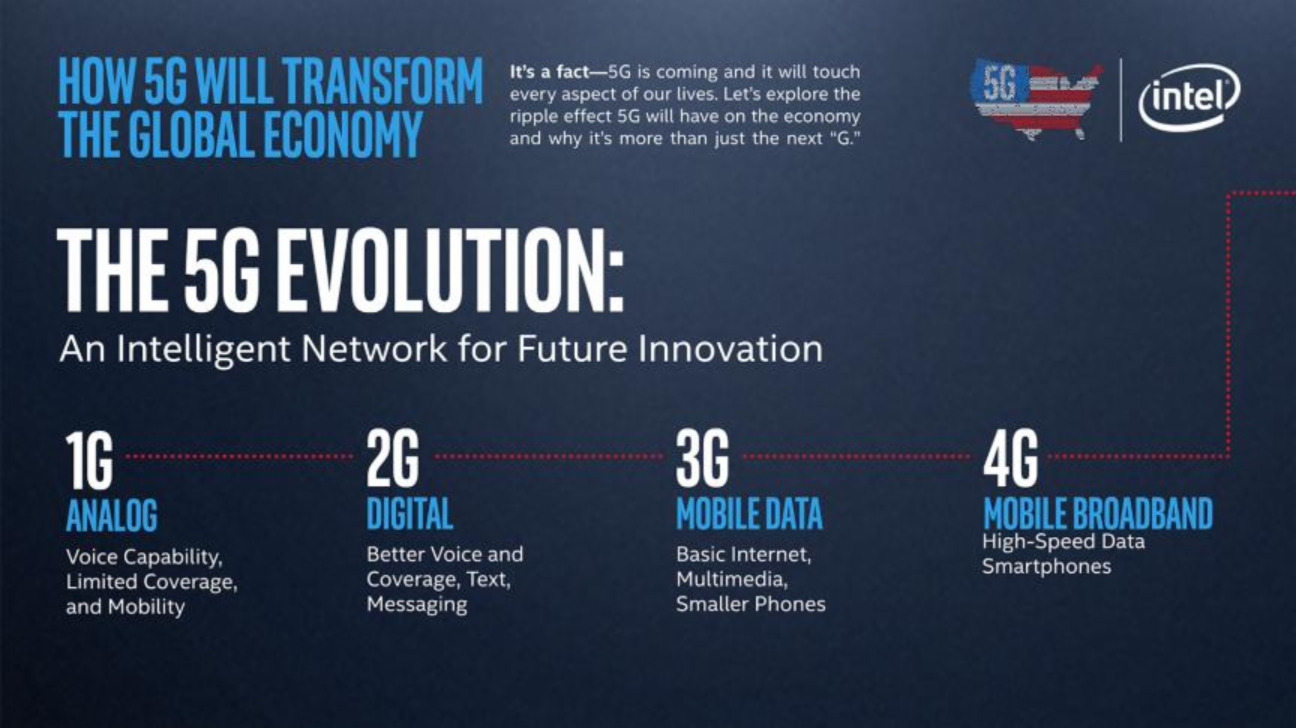 HOW 5G WILL TRANSFORM
THE GLOBAL ECONOMY
It's a fact—5G is coming and it will touch
every aspect of our lives. Let's explore the
ripple effect 5G will have on the economy
and why it's more than just the next “G.”
5G
intel
THE 5G EVOLUTION:
An Intelligent Network for Future Innovation
1G
ANALOG
Voice Capability,
Limited Coverage,
and Mobility
2G
DIGITAL
Better Voice and
Coverage, Text,
Messaging
3G
MOBILE DATA
Basic Internet,
Multimedia,
Smaller Phones
4G
MOBILE BROADBAND
High-Speed Data
Smartphones